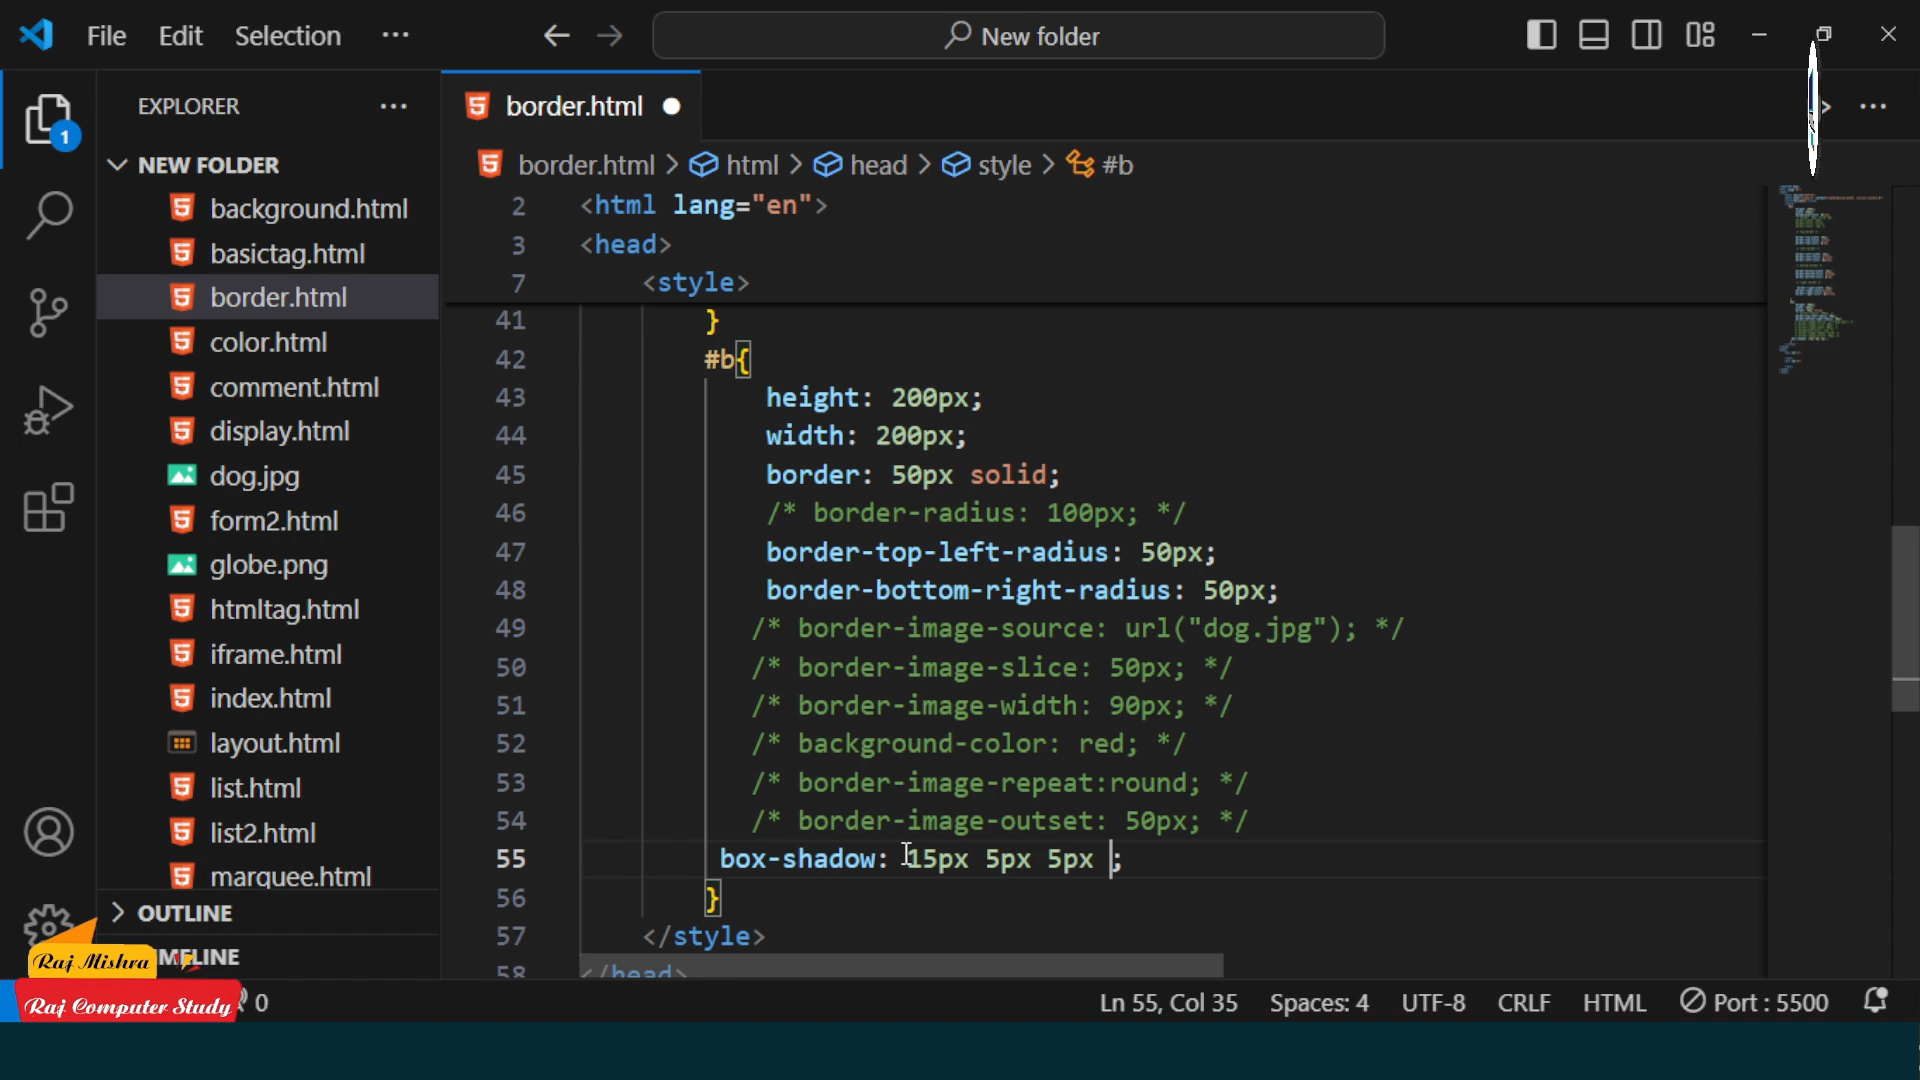 File Edit Selection ··· New folder
EXPLORER ···
border.html
NEW FOLDER
border.html > html > head > style > #b
background.html
basictag.html
border.html
color.html
comment.html
display.html
dog.jpg
form2.html
globe.png
htmltag.html
iframe.html
index.html
layout.html
list.html
list2.html
marquee.html
OUTLINE
1
2 <html lang="en">
3 <head>
7 <style>
41 }
42 #b{
43 height: 200px;
44 width: 200px;
45 border: 50px solid;
46 /* border-radius: 100px; */
47 border-top-left-radius: 50px;
48 border-bottom-right-radius: 50px;
49 /* border-image-source: url("dog.jpg"); */
50 /* border-image-slice: 50px; */
51 /* border-image-width: 90px; */
52 /* background-color: red; */
53 /* border-image-repeat:round; */
54 /* border-image-outset: 50px; */
55 box-shadow: 15px 5px 5px ;
56 }
57 </style>
58 </head>
Raj Mishra
Raj Computer Study
0 Ln 55, Col 35 Spaces: 4 UTF-8 CRLF HTML Port : 5500